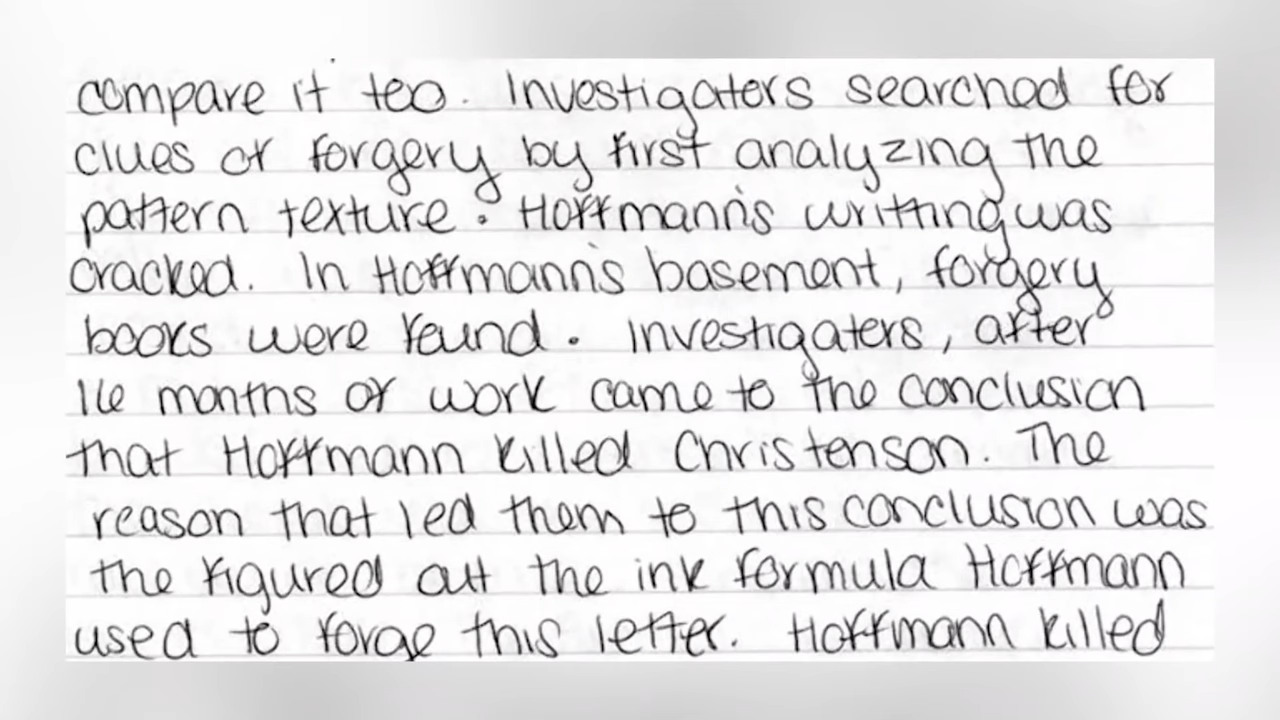 compare it too. Investigaters searched for
clues of forgery by first analyzing the
pattern texture. Hoffmann's writting was
cracked. In Hoffmann's basement, forgery
books were found. Investigaters, after
16 months of work came to the conclusion
that Hoffmann killed Christenson. The
reason that led them to this conclusion was
the figured out the ink formula Hoffmann
used to forge this letter. Hoffmann killed